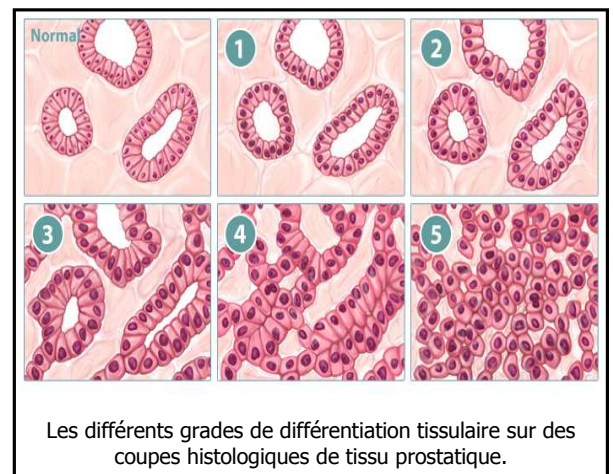 Normal
1
2
3
4
5
Les différents grades de différentiation tissulaire sur des
coupes histologiques de tissu prostatique.